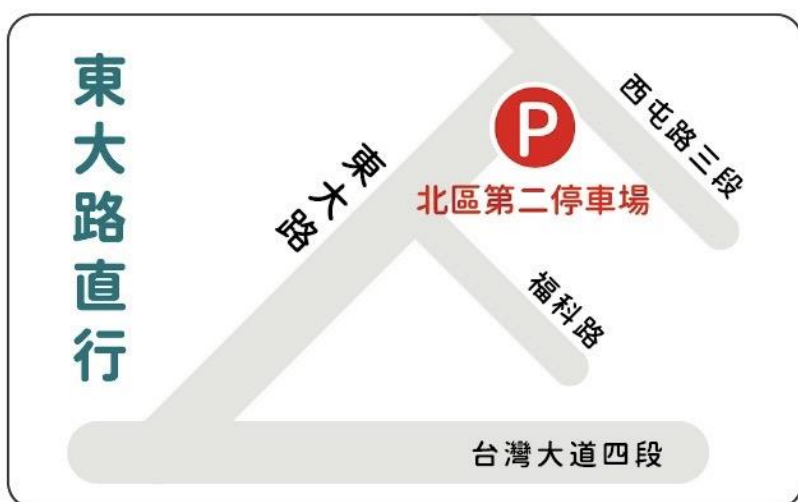 東大路直行
P
北區第二停車場
西屯路三段
東大路
福科路
台灣大道四段